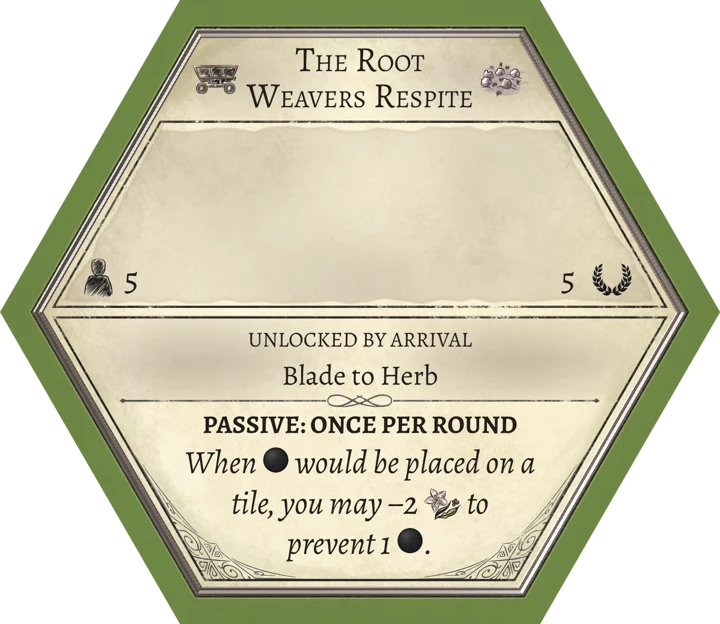 The Root
Weavers Respite
5
5
UNLOCKED BY ARRIVAL
Blade to Herb
PASSIVE: ONCE PER ROUND
When would be placed on a
tile, you may –2 to
prevent 1 .